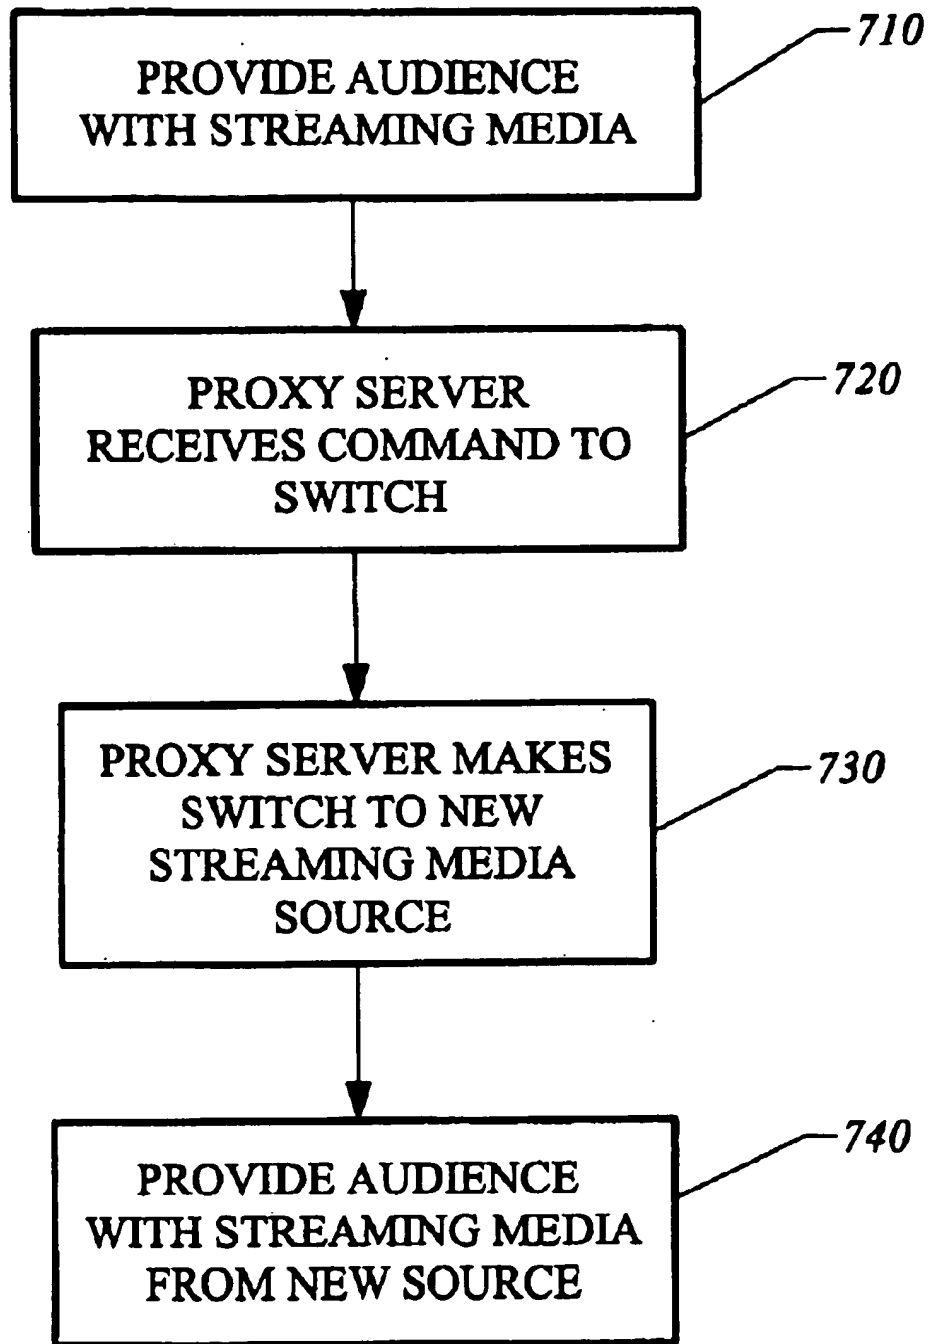 710
PROVIDE AUDIENCE
WITH STREAMING MEDIA
720
PROXY SERVER
RECEIVES COMMAND TO
SWITCH
730
PROXY SERVER MAKES
SWITCH TO NEW
STREAMING MEDIA
SOURCE
740
PROVIDE AUDIENCE
WITH STREAMING MEDIA
FROM NEW SOURCE